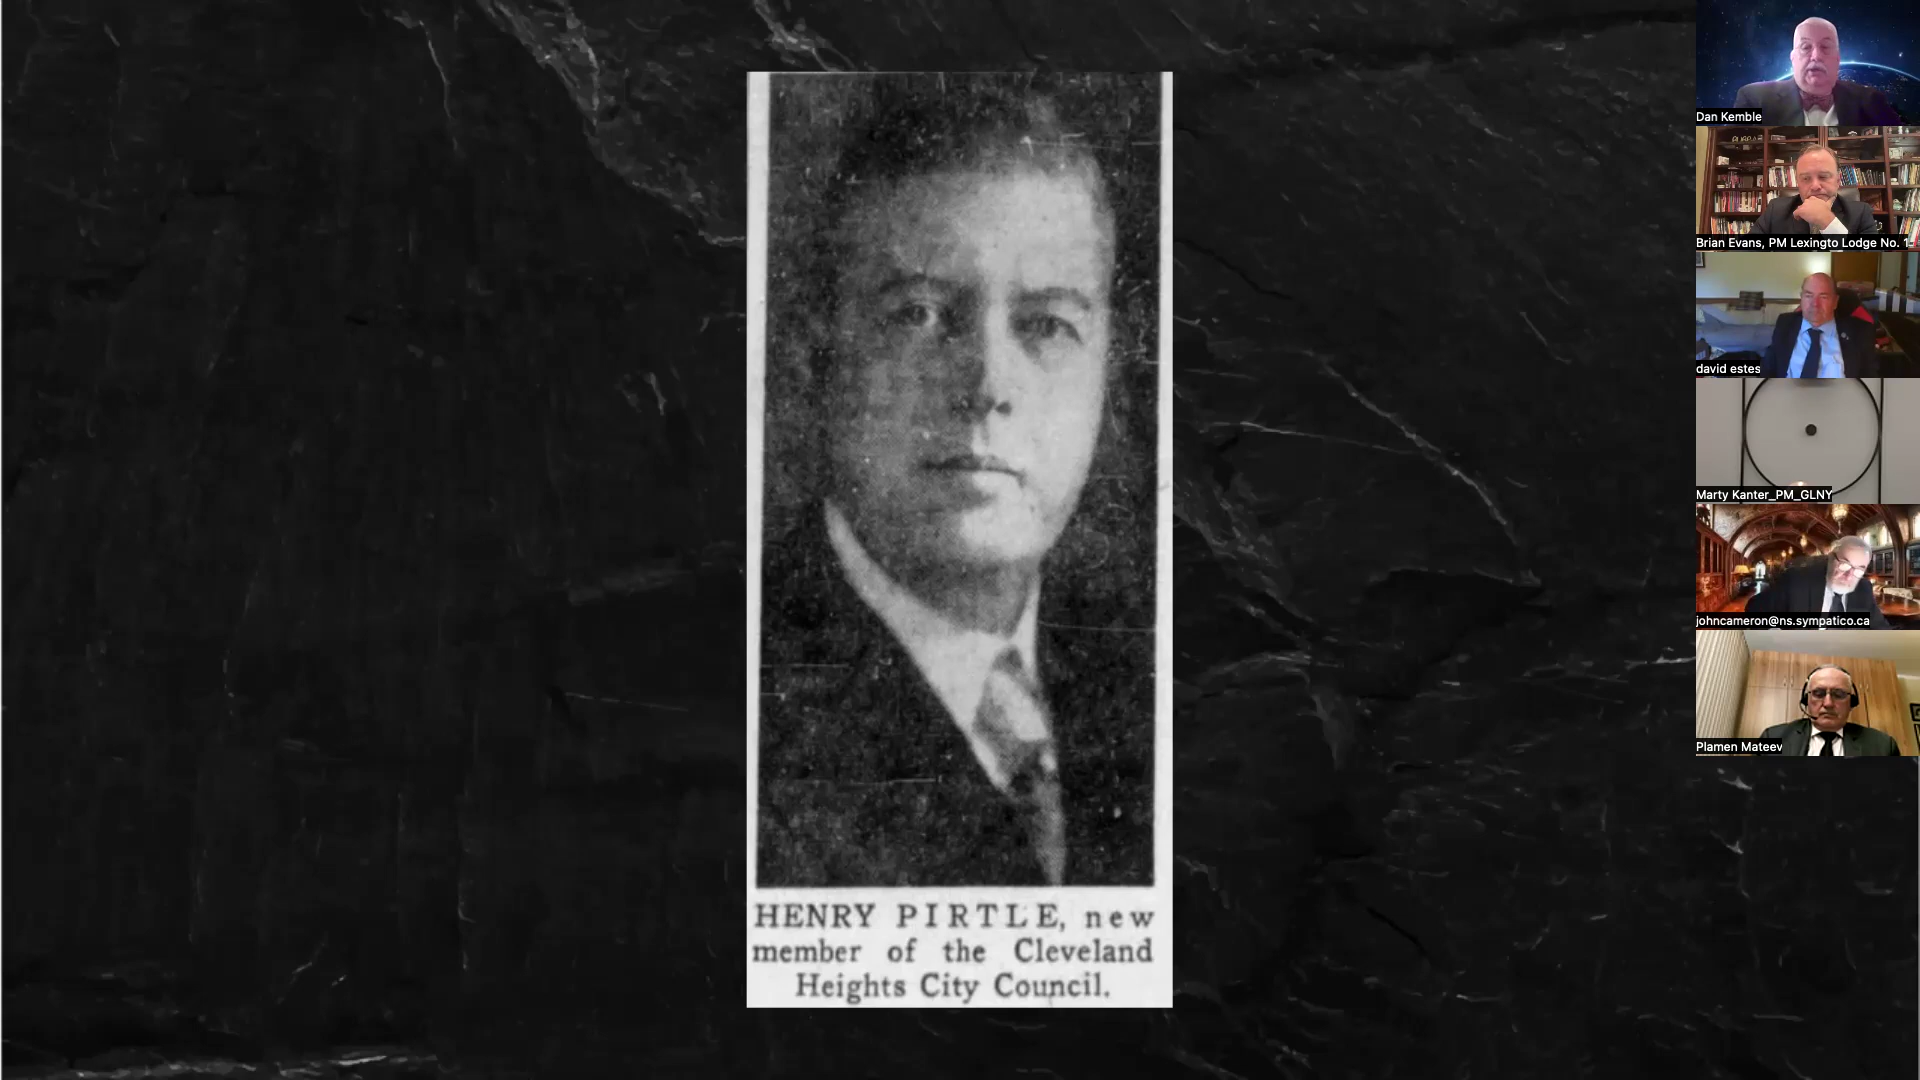 HENRY PIRTLE, new
member of the Cleveland
Heights City Council.
Dan Kemble
Brian Evans, PM Lexingto Lodge No. 1
david estes
Marty Kanter_PM_GLNY
johncameron@ns.sympatico.ca
Plamen Mateev